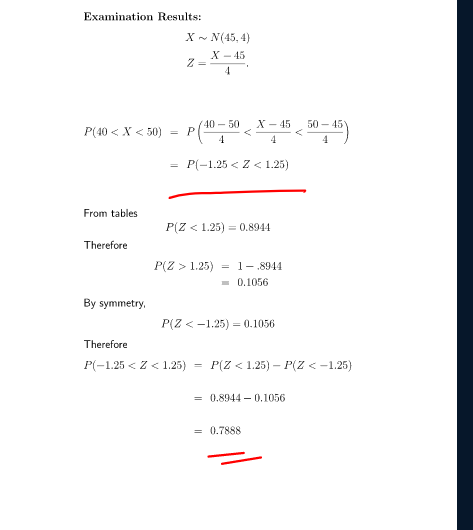 Examination Results:
X ∼ N(45, 4)
Z = \frac{X − 45}{4}.
P(40 < X < 50) = P\left(\frac{40 − 50}{4} < \frac{X − 45}{4} < \frac{50 − 45}{4}\right)
= P(−1.25 < Z < 1.25)
From tables
P(Z < 1.25) = 0.8944
Therefore
P(Z > 1.25) = 1 − .8944
= 0.1056
By symmetry,
P(Z < −1.25) = 0.1056
Therefore
P(−1.25 < Z < 1.25) = P(Z < 1.25) − P(Z < −1.25)
= 0.8944 − 0.1056
= 0.7888